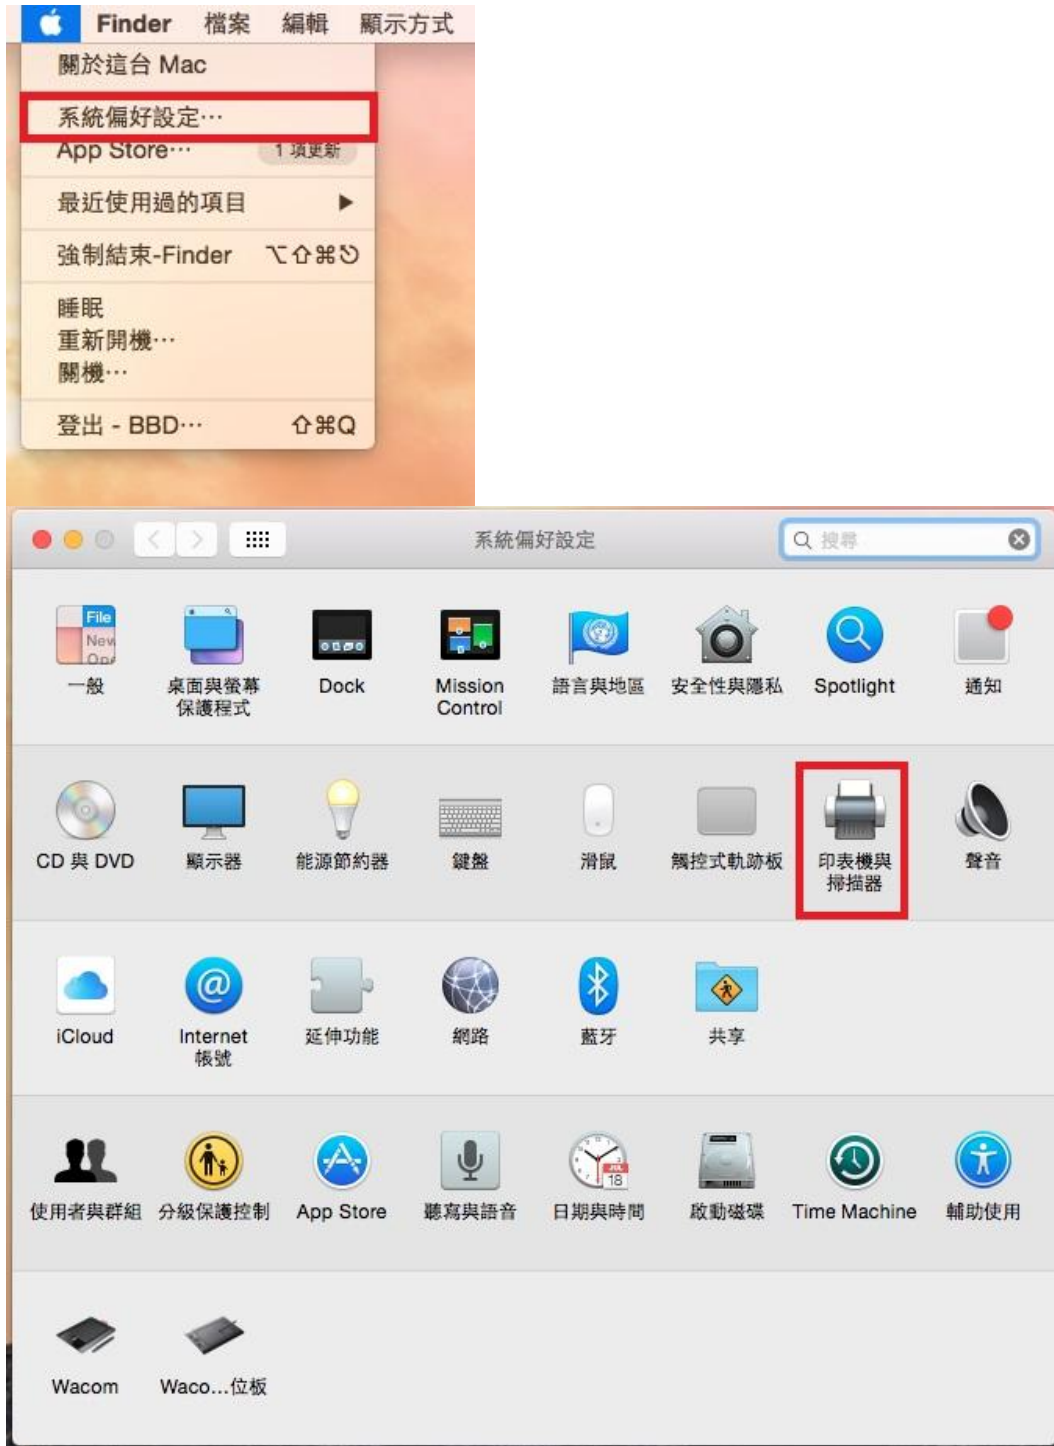 Finder 檔案 編輯 顯示方式
關於這台 Mac
系統偏好設定…
App Store… 1 項更新
最近使用過的項目 ▶
強制結束-Finder ⌥⇧⌘⎋
睡眠
重新開機…
關機…
登出 - BBD… ⇧⌘Q
系統偏好設定
搜尋
File
New
Ope
一般
桌面與螢幕
保護程式
Dock
Mission
Control
語言與地區
安全性與隱私
Spotlight
通知
CD 與 DVD
顯示器
能源節約器
鍵盤
滑鼠
觸控式軌跡板
印表機與
掃描器
聲音
iCloud
Internet
帳號
延伸功能
網路
藍牙
共享
使用者與群組
分級保護控制
App Store
聽寫與語音
JUL
18
日期與時間
啟動磁碟
Time Machine
輔助使用
Wacom
Waco...位板